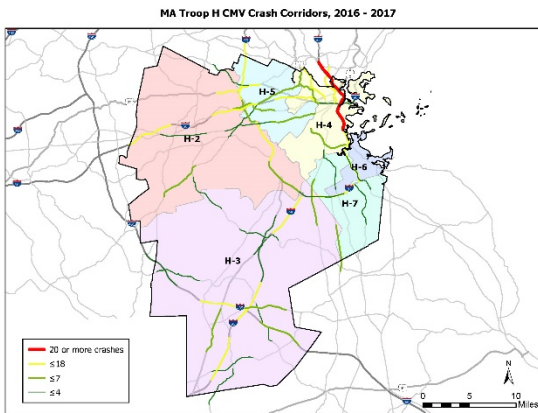 MA Troop H CMV Crash Corridors, 2016 - 2017
H-5
H-4
H-2
H-6
H-7
H-3
20 or more crashes
≤18
≤7
≤4
N
0 5 10
Miles